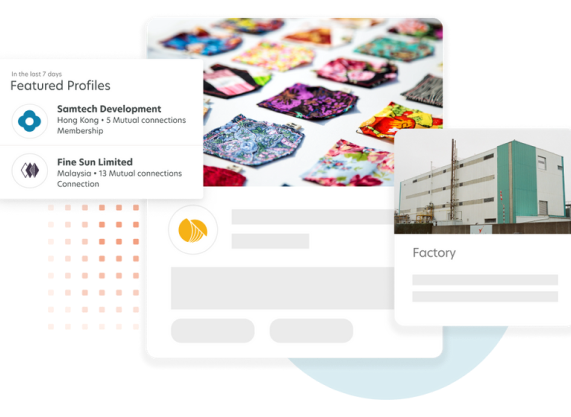 In the last 7 days
Featured Profiles
Samtech Development
Hong Kong • 5 Mutual connections
Membership
Fine Sun Limited
Malaysia • 13 Mutual connections
Connection
Factory